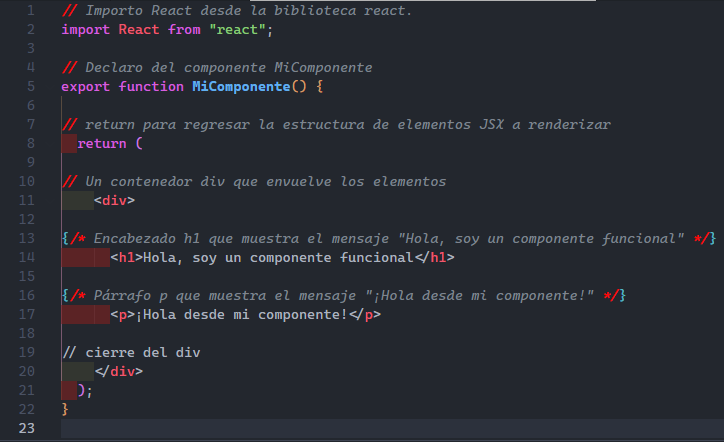 1 // Importo React desde la biblioteca react.
2 import React from "react";
3
4 // Declaro del componente MiComponente
5 export function MiComponente() {
6
7 // return para regresar la estructura de elementos JSX a renderizar
8 return (
9
10 // Un contenedor div que envuelve los elementos
11 <div>
12
13 {/* Encabezado h1 que muestra el mensaje "Hola, soy un componente funcional" */}
14 <h1>Hola, soy un componente funcional</h1>
15
16 {/* Párrafo p que muestra el mensaje "¡Hola desde mi componente!" */}
17 <p>¡Hola desde mi componente!</p>
18
19 // cierre del div
20 </div>
21 );
22 }
23